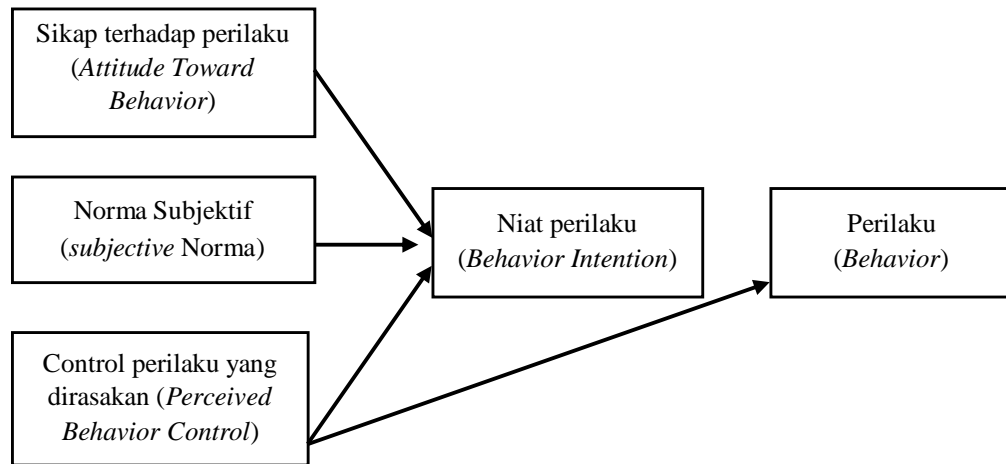 Sikap terhadap perilaku
(Attitude Toward
Behavior)
Norma Subjektif
(subjective Norma)
Control perilaku yang
dirasakan (Perceived
Behavior Control)
Niat perilaku
(Behavior Intention)
Perilaku
(Behavior)